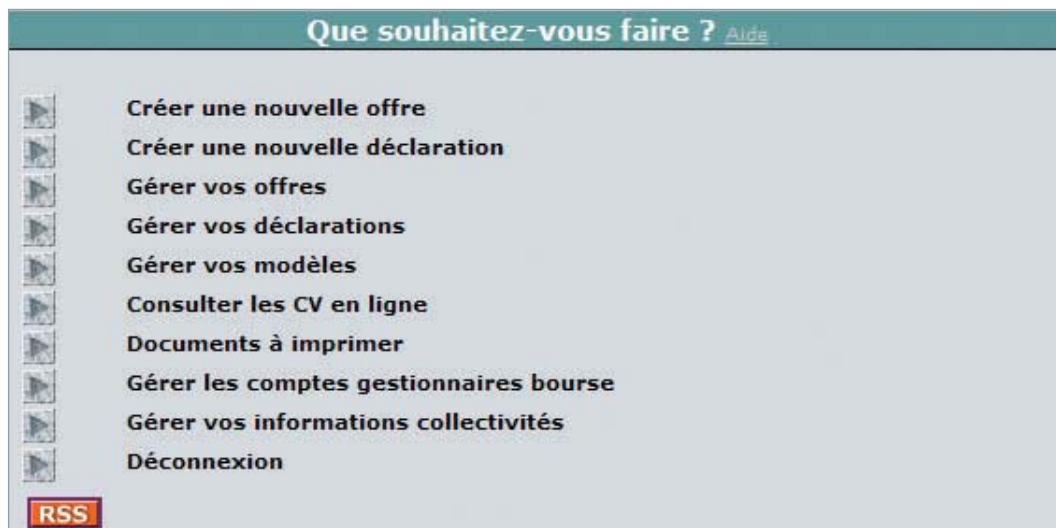 Que souhaitez-vous faire ? Aide
Créer une nouvelle offre
Créer une nouvelle déclaration
Gérer vos offres
Gérer vos déclarations
Gérer vos modèles
Consulter les CV en ligne
Documents à imprimer
Gérer les comptes gestionnaires bourse
Gérer vos informations collectivités
Déconnexion
RSS